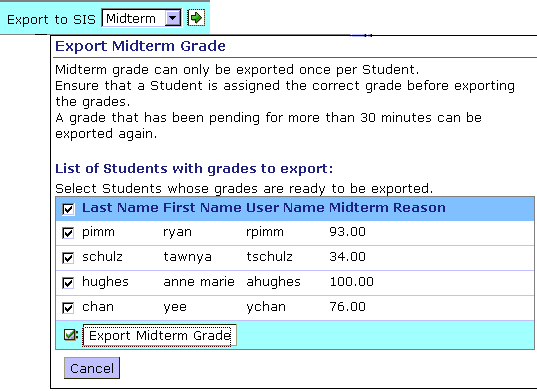 Export to SIS Midterm
Export Midterm Grade
Midterm grade can only be exported once per Student.
Ensure that a Student is assigned the correct grade before exporting
the grades.
A grade that has been pending for more than 30 minutes can be
exported again.
List of Students with grades to export:
Select Students whose grades are ready to be exported.
Last Name First Name User Name Midterm Reason
pimm ryan rpimm 93.00
schulz tawnya tschulz 34.00
hughes anne marie ahughes 100.00
chan yee ychan 76.00
Export Midterm Grade
Cancel